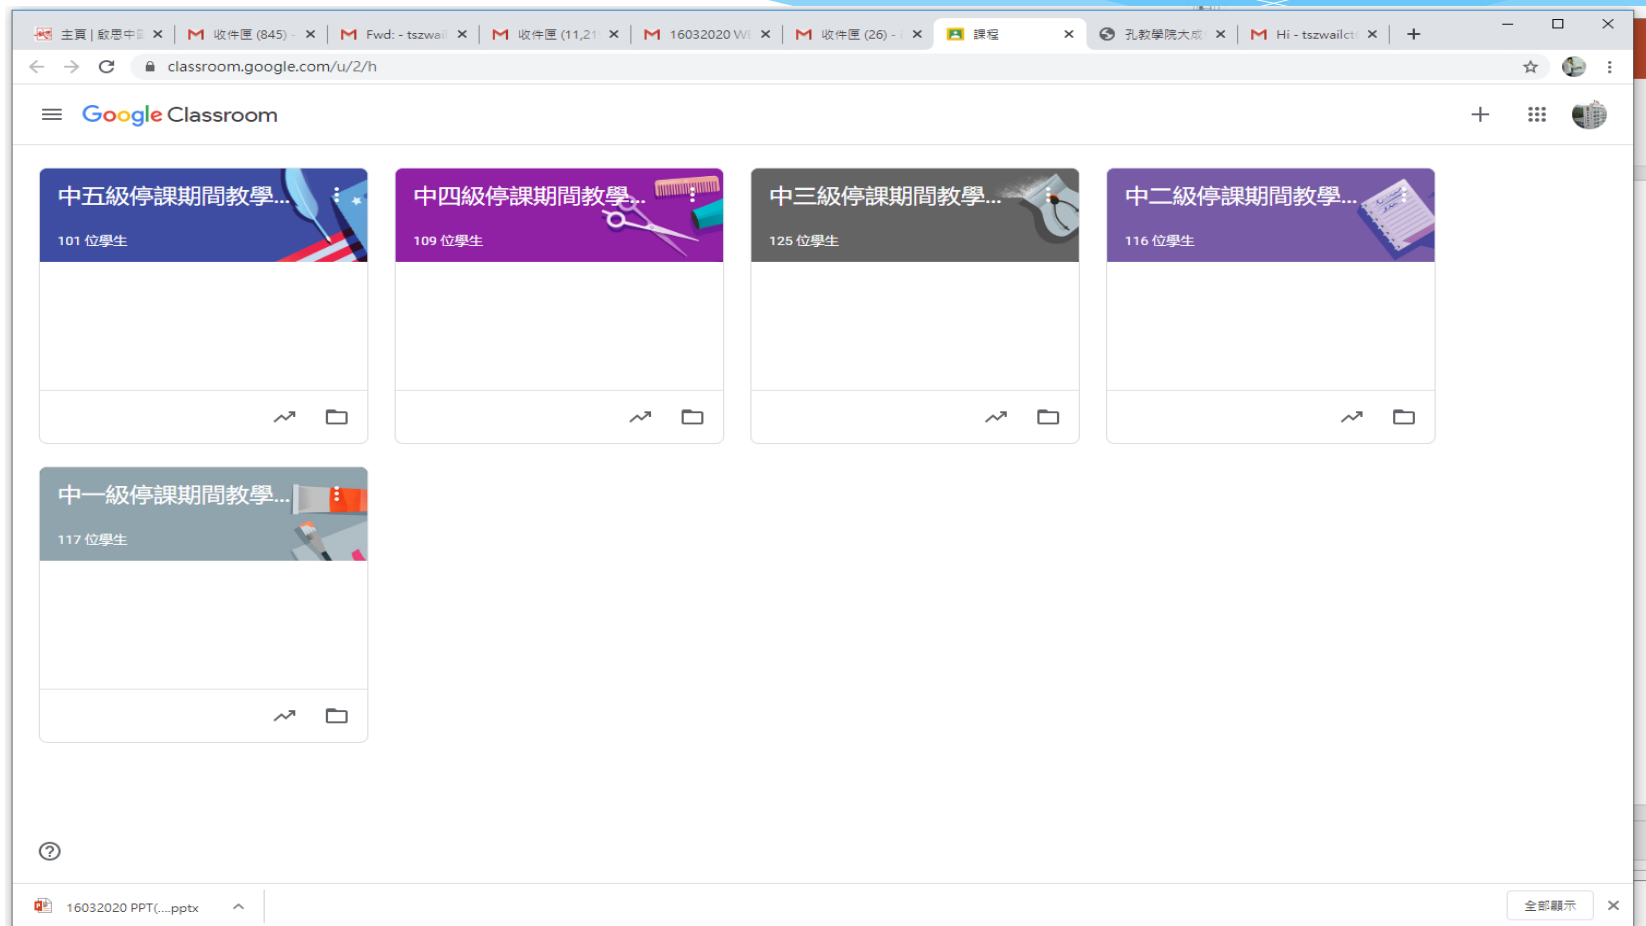 主頁 | 啟思中
收件匣 (845) -
Fwd: - tszwai
收件匣 (11,21
16032020 W
收件匣 (26) -
課程
孔教學院大成
Hi - tszwailct
classroom.google.com/u/2/h
Google Classroom
中五級停課期間教學...
101 位學生
中四級停課期間教學...
109 位學生
中三級停課期間教學...
125 位學生
中二級停課期間教學...
116 位學生
中一級停課期間教學...
117 位學生
16032020 PPT(....pptx
全部顯示